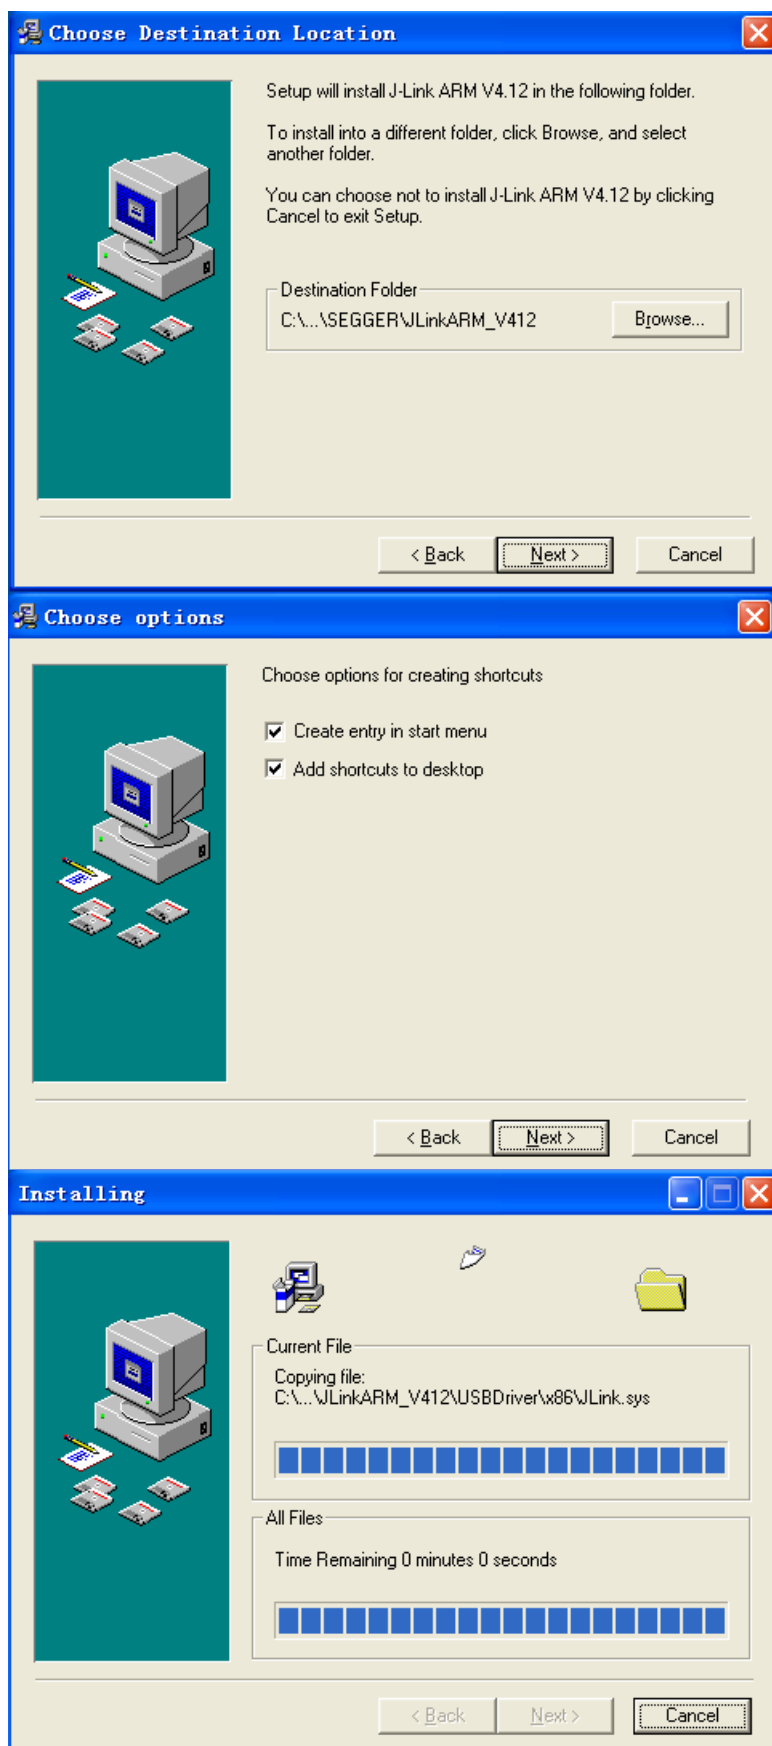 Choose Destination Location
Setup will install J-Link ARM V4.12 in the following folder.
To install into a different folder, click Browse, and select
another folder.
You can choose not to install J-Link ARM V4.12 by clicking
Cancel to exit Setup.
Destination Folder
C:\...\SEGGER\JLinkARM_V412
Browse...
< Back
Next >
Cancel
Choose options
Choose options for creating shortcuts
Create entry in start menu
Add shortcuts to desktop
< Back
Next >
Cancel
Installing
Current File
Copying file:
C:\...\JLinkARM_V412\USBDriver\x86\JLink.sys
All Files
Time Remaining 0 minutes 0 seconds
< Back
Next >
Cancel